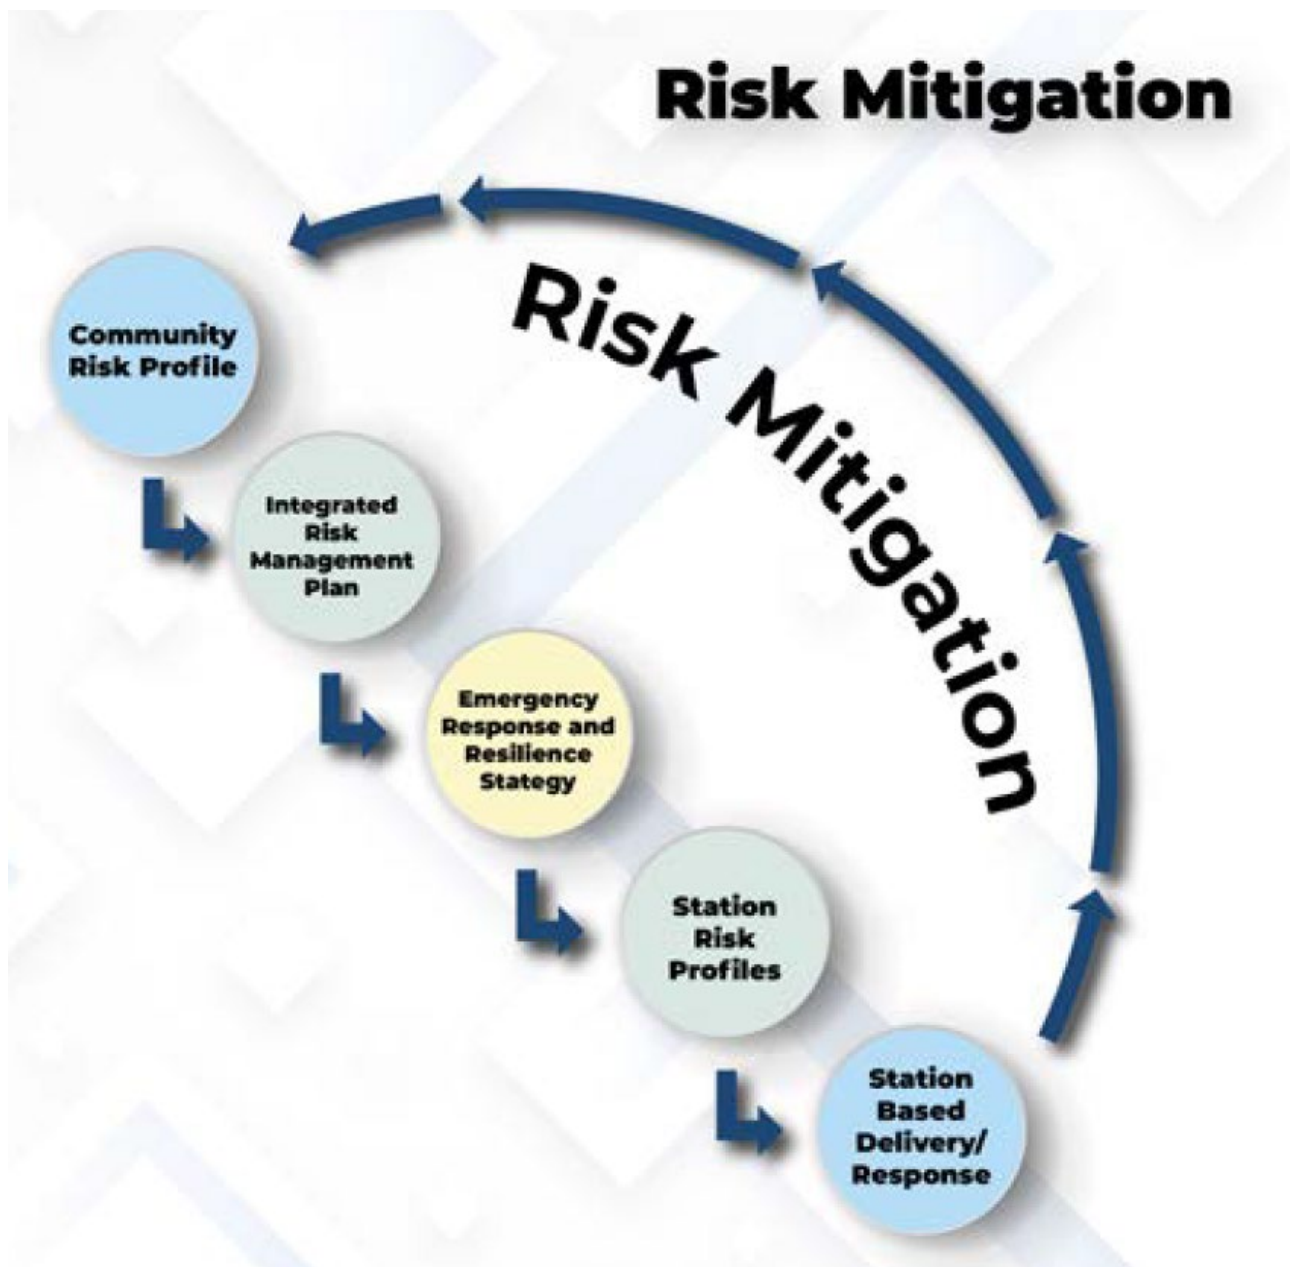 Risk Mitigation
Risk Mitigation
Community
Risk Profile
Integrated
Risk
Management
Plan
Emergency
Response and
Resilience
Stategy
Station
Risk
Profiles
Station
Based
Delivery/
Response